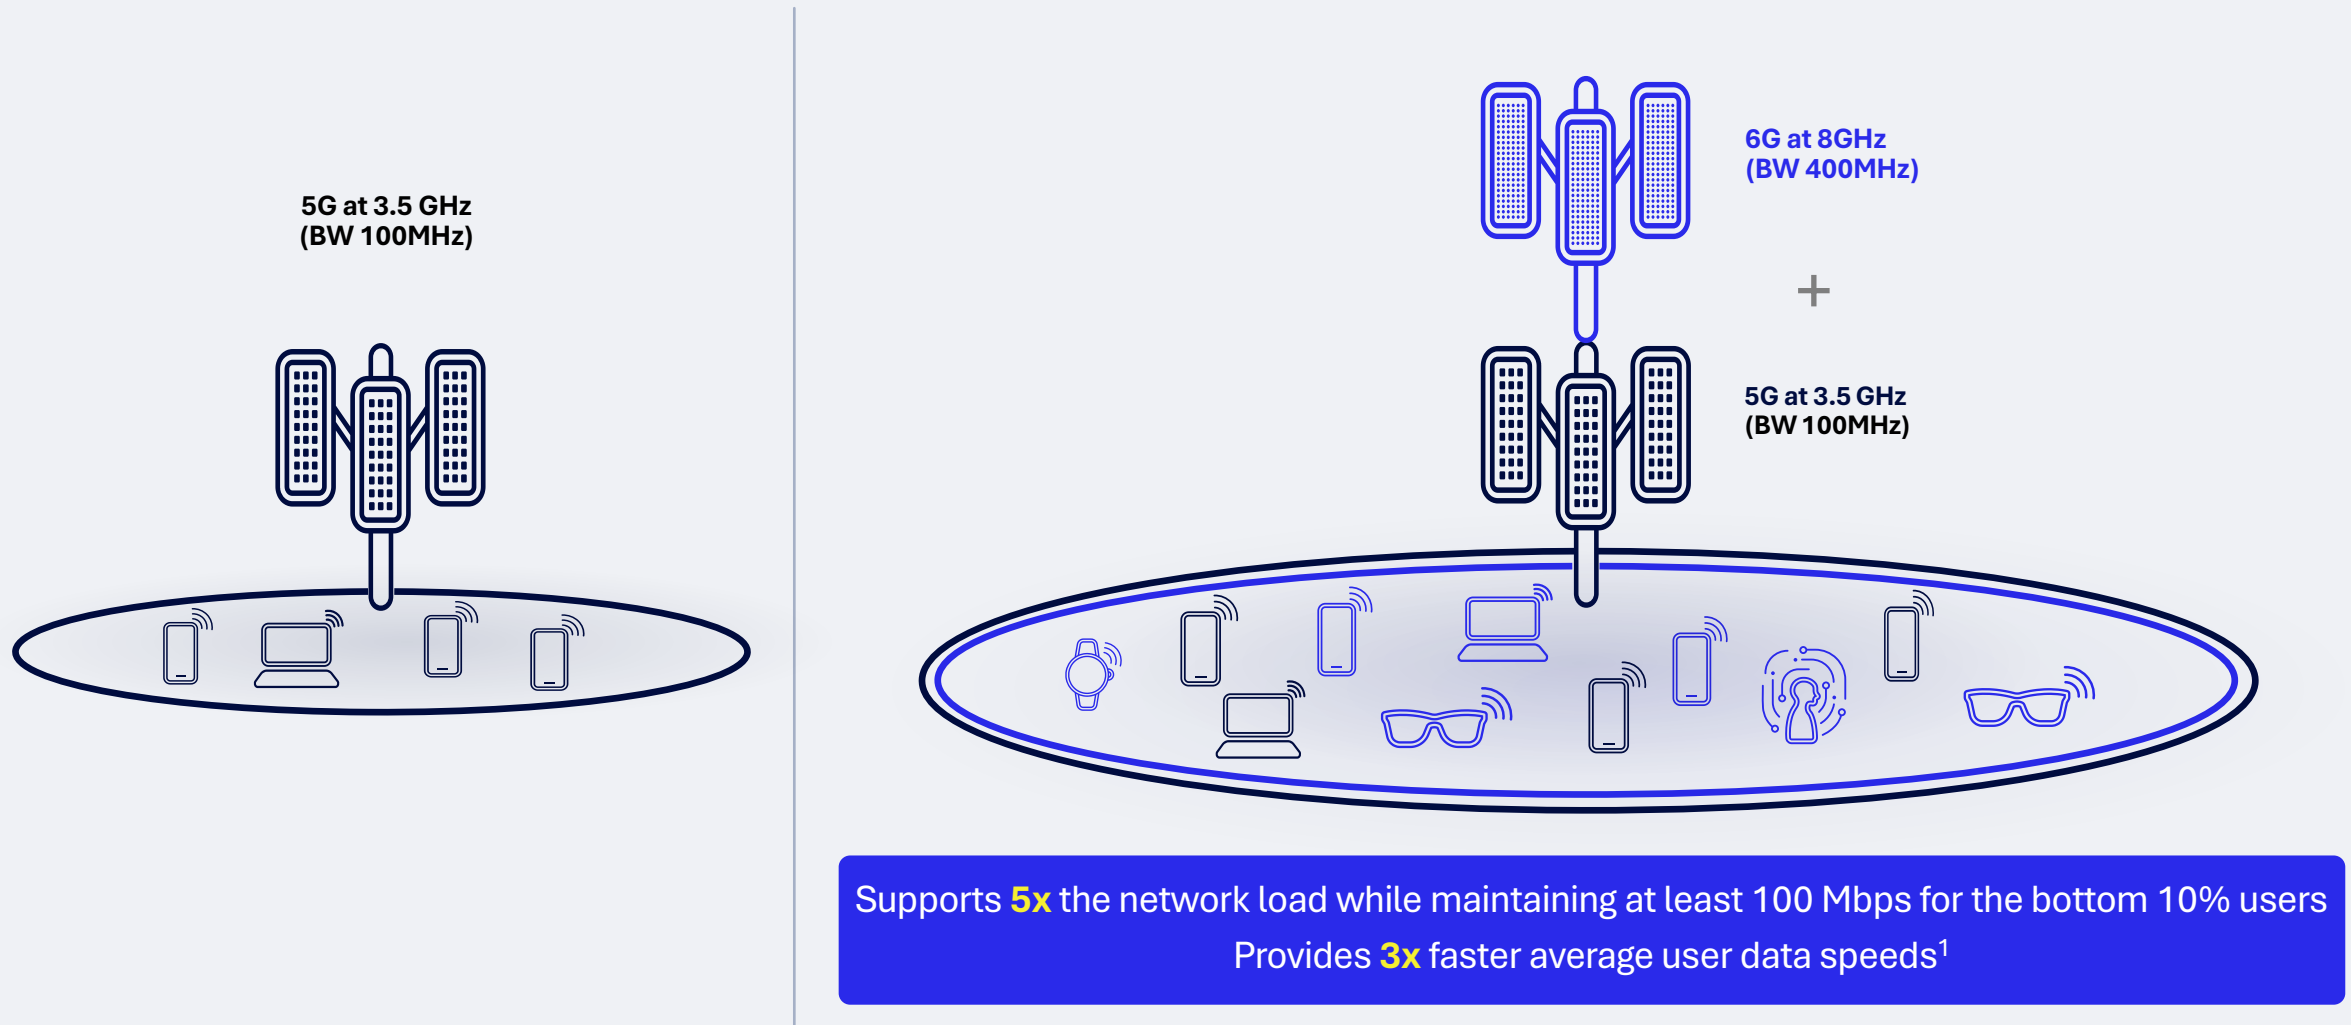 5G at 3.5 GHz
(BW 100MHz)
6G at 8GHz
(BW 400MHz)
+
5G at 3.5 GHz
(BW 100MHz)
Supports 5x the network load while maintaining at least 100 Mbps for the bottom 10% users
Provides 3x faster average user data speeds¹